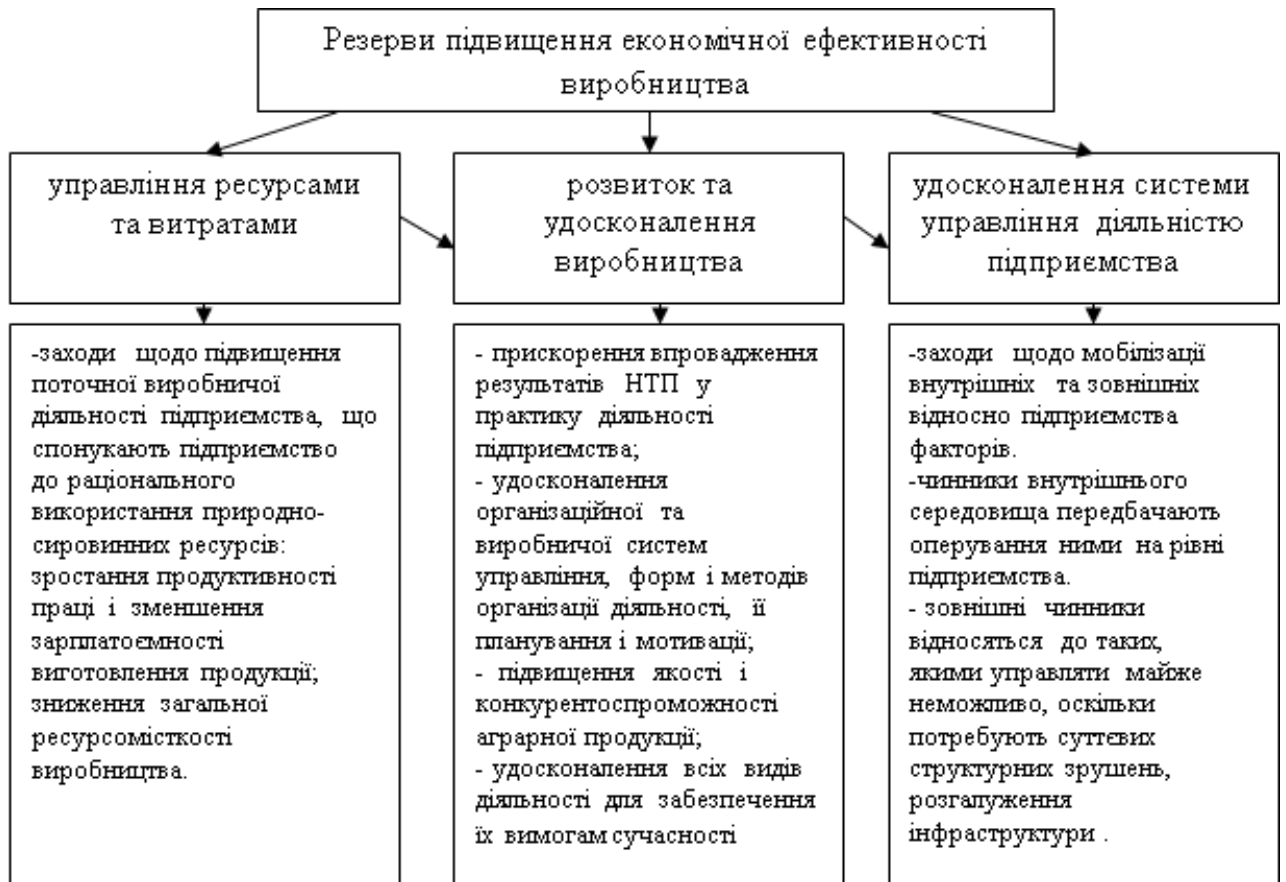 Резерви підвищення економічної ефективності
виробництва
управління ресурсами
та витратами
розвиток та
удосконалення
виробництва
удосконалення системи
управління діяльністю
підприємства
-заходи щодо підвищення
поточної виробничої
діяльності підприємства, що
спонукають підприємство
до раціонального
використання природно-
сировинних ресурсів:
зростання продуктивності
праці і зменшення
зарплатоємності
виготовлення продукції;
зниження загальної
ресурсомісткості
виробництва.
- прискорення впровадження
результатів НТП у
практику діяльності
підприємства;
- удосконалення
організаційної та
виробничої систем
управління, форм і методів
організації діяльності, її
планування і мотивації;
- підвищення якості і
конкурентоспроможності
аграрної продукції;
- удосконалення всіх видів
діяльності для забезпечення
їх вимогам сучасності
-заходи щодо мобілізації
внутрішніх та зовнішніх
відносно підприємства
факторів.
-чинники внутрішнього
середовища передбачають
оперування ними на рівні
підприємства.
- зовнішні чинники
відносяться до таких,
якими управляти майже
неможливо, оскільки
потребують суттєвих
структурних зрушень,
розгалуження
інфраструктури .